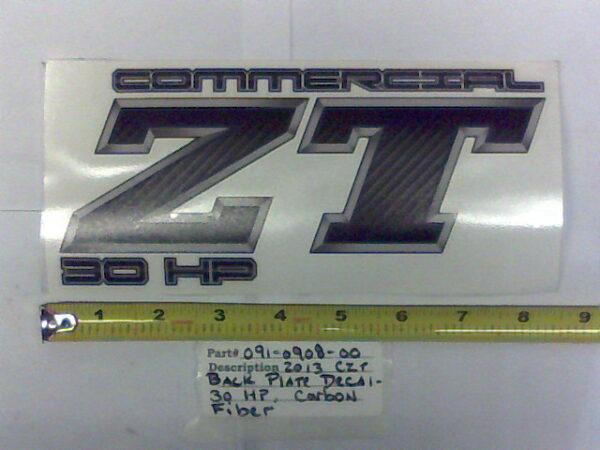 COMMERCIAL
ZT
30 HP
1 2 3 4 5 6 7 8 9
Part# 091-0908-00
Description 2013 CZT
BACK PLATE DECAL-
30 HP, Carbon
Fiber